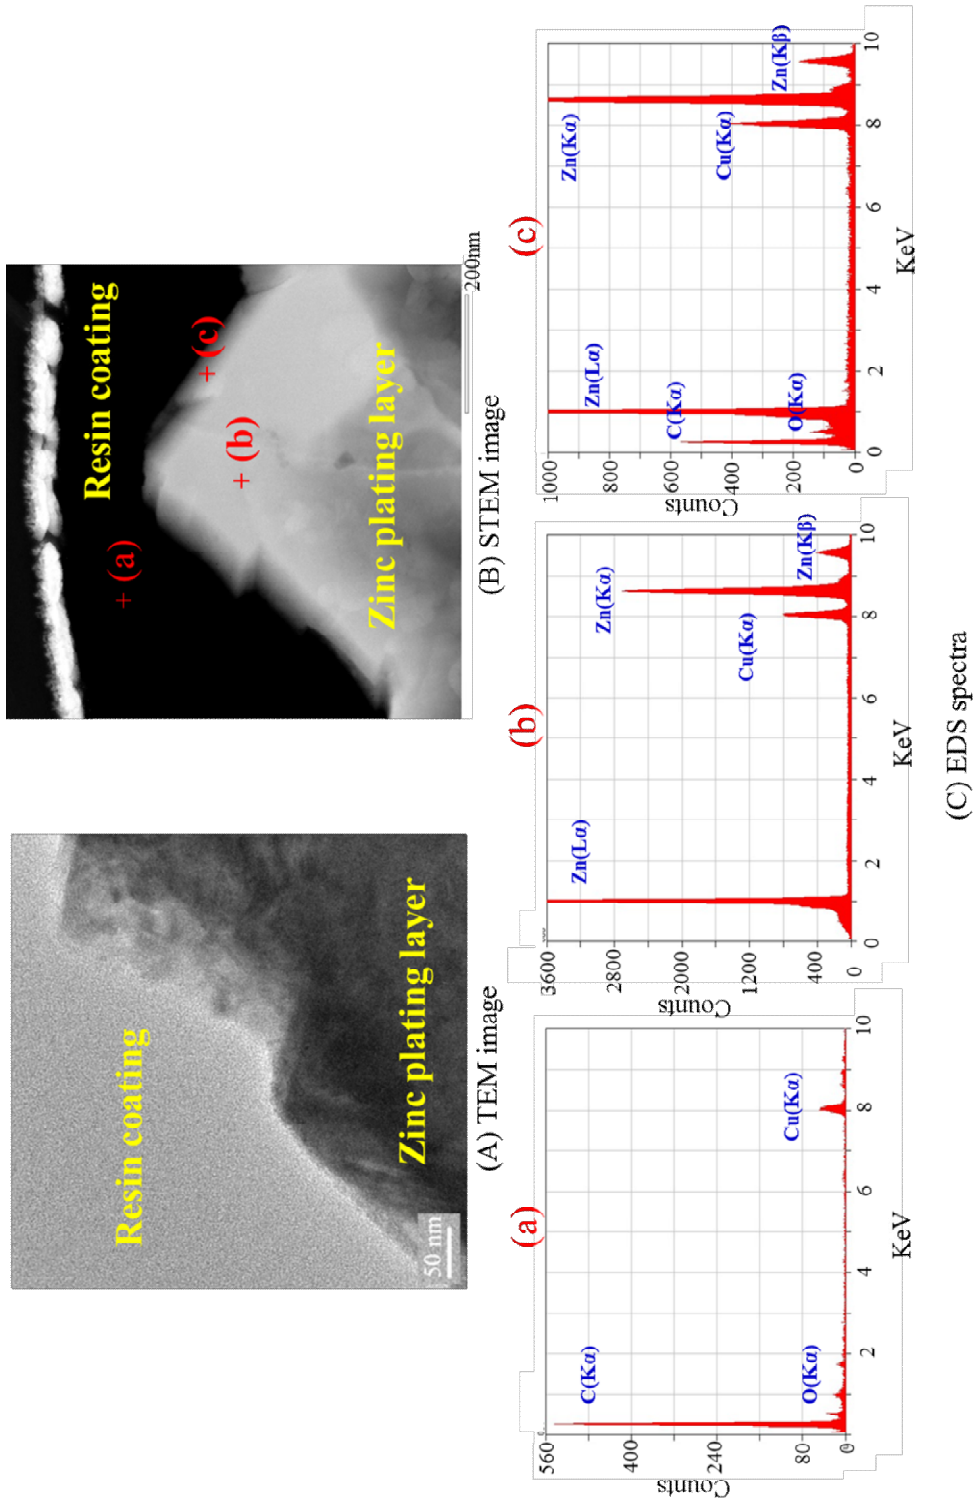 Resin coating
Zinc plating layer
50 nm
(A) TEM image
Resin coating
+ (a)
+ (b)
+ (c)
Zinc plating layer
200nm
(B) STEM image
(a)
560
400
240
80
0
Counts
C(Kα)
O(Kα)
Cu(Kα)
2
4
6
8
10
KeV
(b)
3600
2800
2000
1200
400
0
Counts
Zn(Lα)
Zn(Kα)
Cu(Kα)
Zn(Kβ)
0
2
4
6
8
10
KeV
(c)
1000
800
600
400
200
0
Counts
Zn(Lα)
C(Kα)
O(Kα)
Zn(Kα)
Cu(Kα)
Zn(Kβ)
0
2
4
6
8
10
KeV
(C) EDS spectra